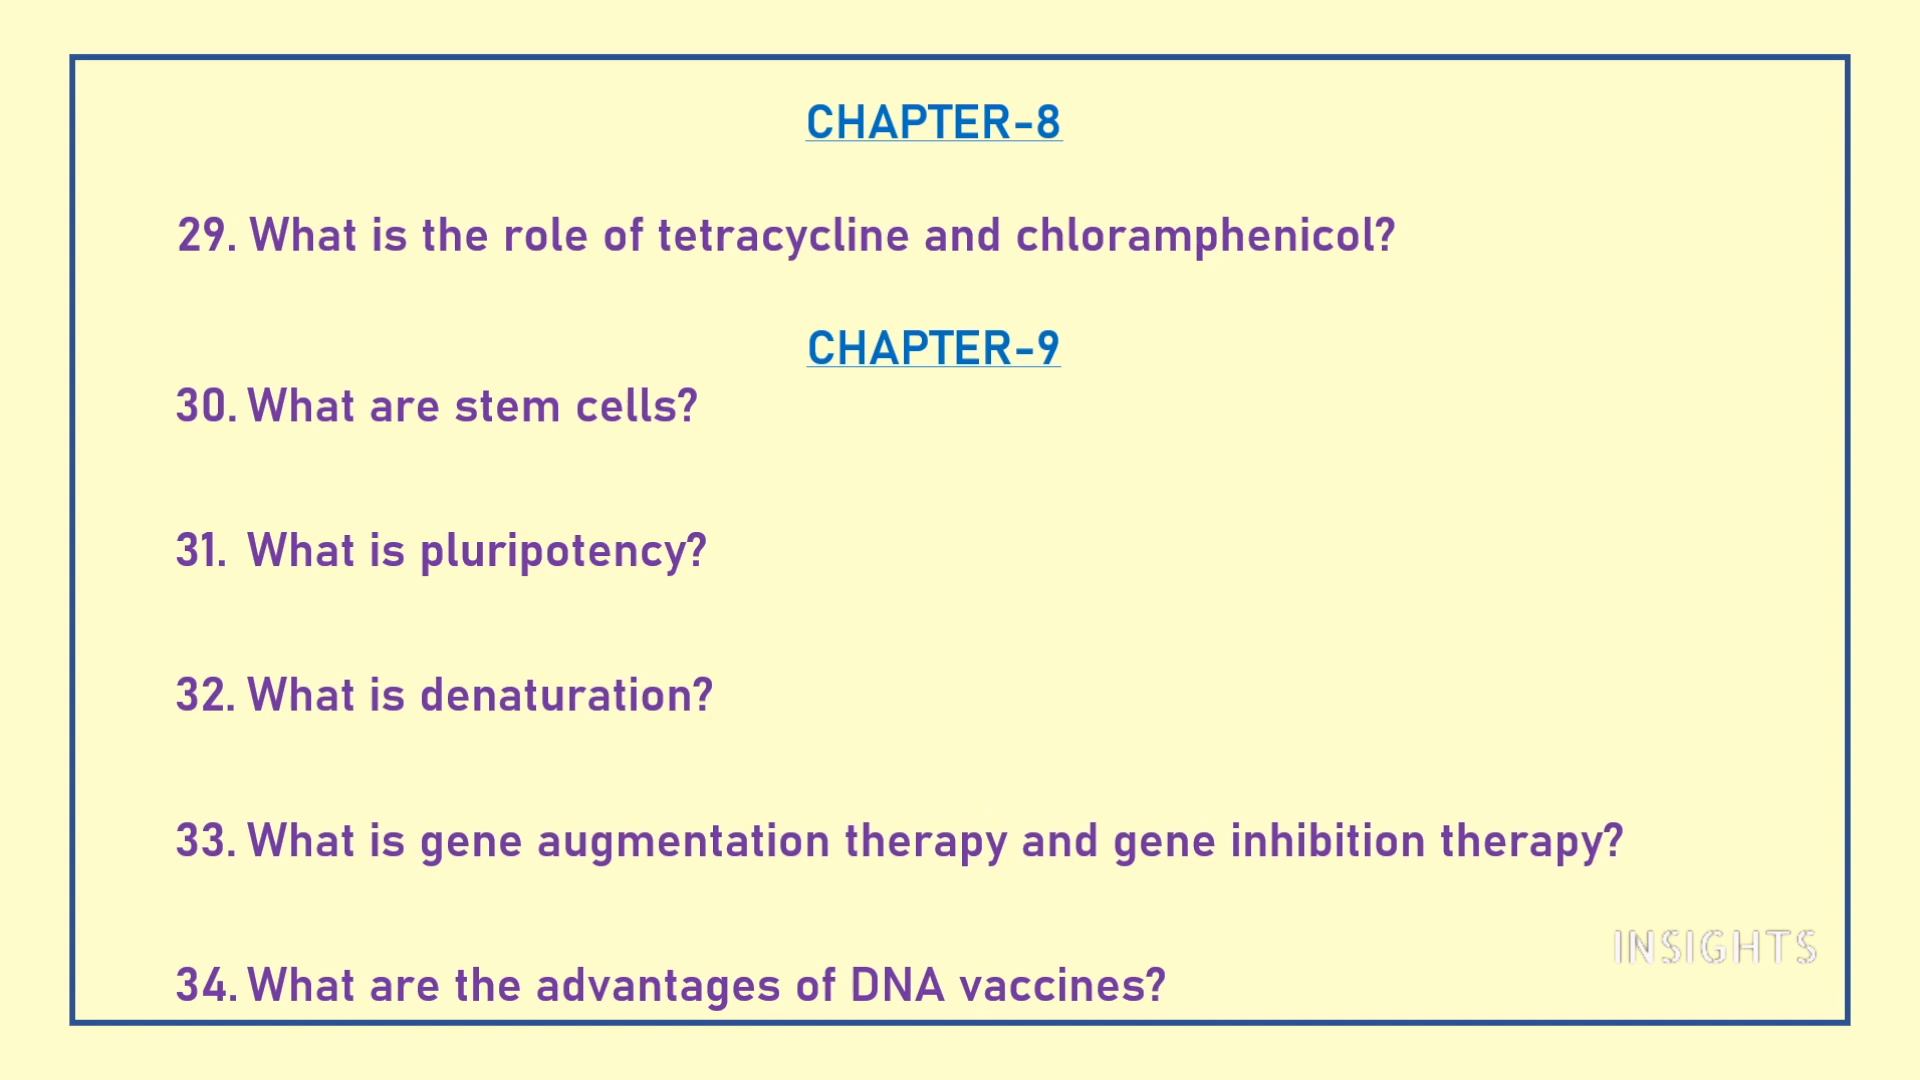 CHAPTER-8
29. What is the role of tetracycline and chloramphenicol?
CHAPTER-9
30. What are stem cells?
31. What is pluripotency?
32. What is denaturation?
33. What is gene augmentation therapy and gene inhibition therapy?
INSIGHTS
34. What are the advantages of DNA vaccines?